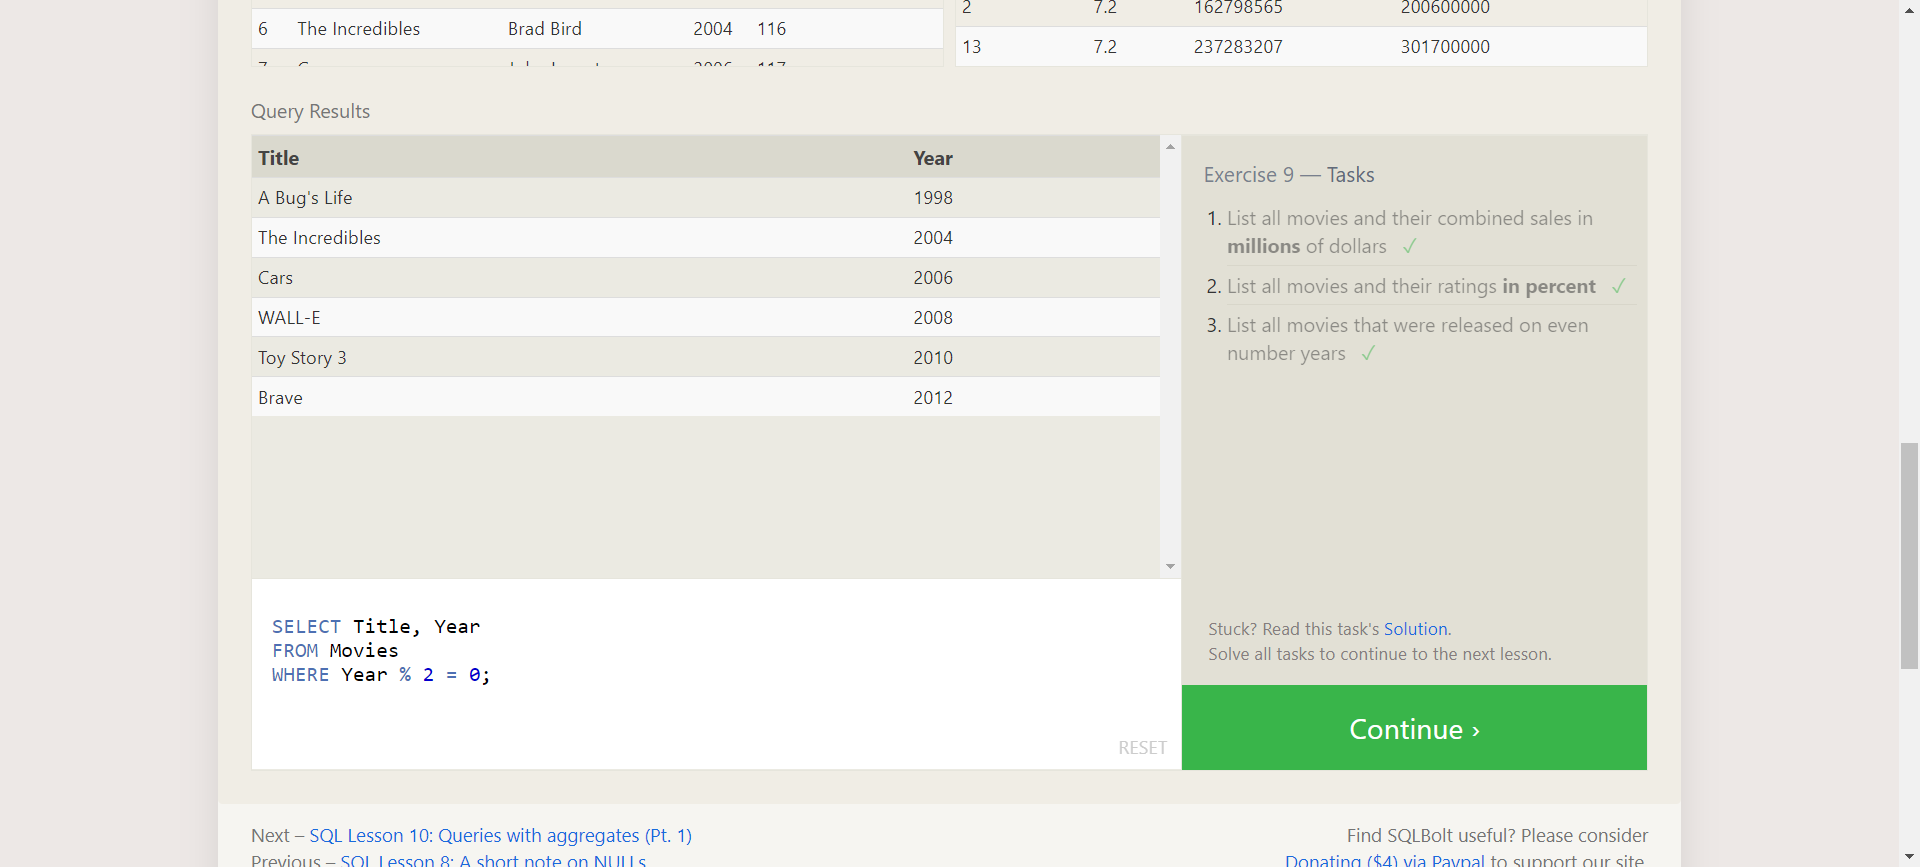 2 7.2 162798565 200600000
6 The Incredibles Brad Bird 2004 116
13 7.2 237283207 301700000
Query Results
Title Year
A Bug's Life 1998
The Incredibles 2004
Cars 2006
WALL-E 2008
Toy Story 3 2010
Brave 2012
SELECT Title, Year
FROM Movies
WHERE Year % 2 = 0;
RESET
Exercise 9 — Tasks
1. List all movies and their combined sales in
millions of dollars ✓
2. List all movies and their ratings in percent ✓
3. List all movies that were released on even
number years ✓
Stuck? Read this task's Solution.
Solve all tasks to continue to the next lesson.
Continue ›
Next – SQL Lesson 10: Queries with aggregates (Pt. 1)
Previous – SQL Lesson 8: A short note on NULLs
Find SQLBolt useful? Please consider
Donating ($4) via Paypal to support our site.